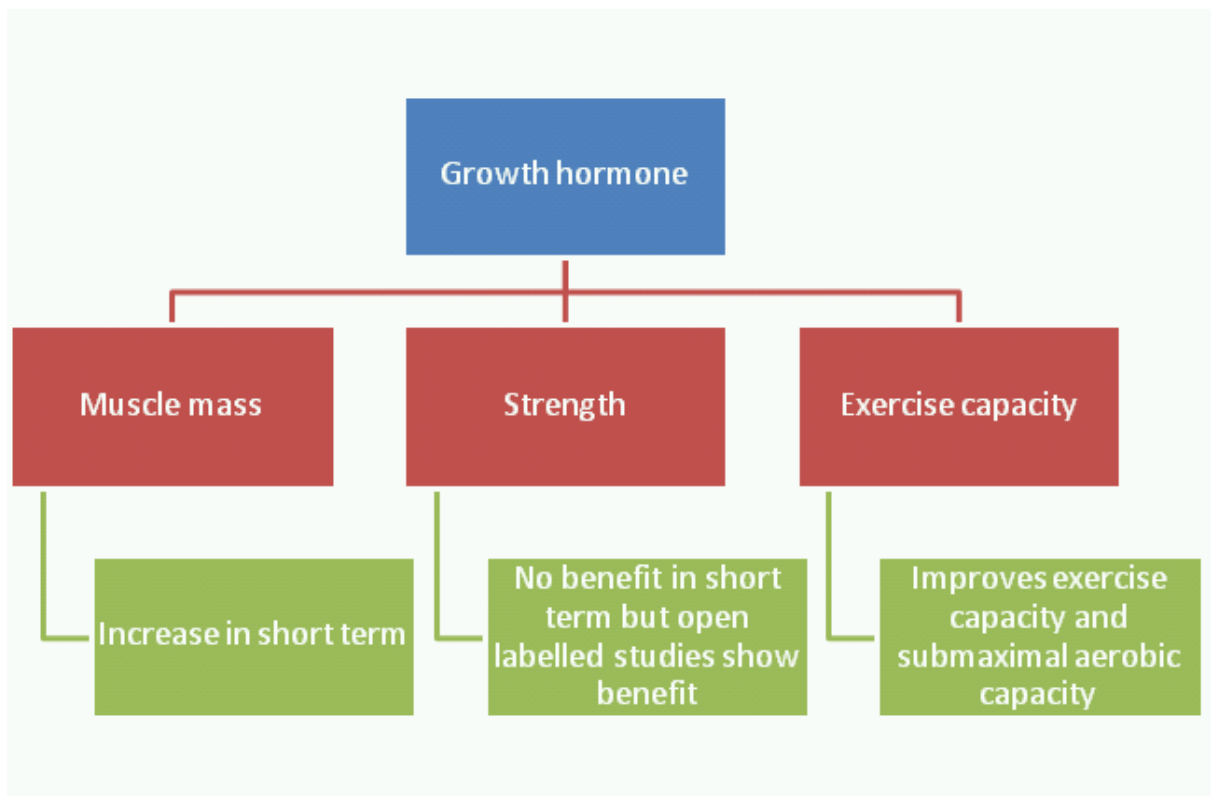 Growth hormone
Muscle mass
Strength
Exercise capacity
Increase in short term
No benefit in short
term but open
labelled studies show
benefit
Improves exercise
capacity and
submaximal aerobic
capacity